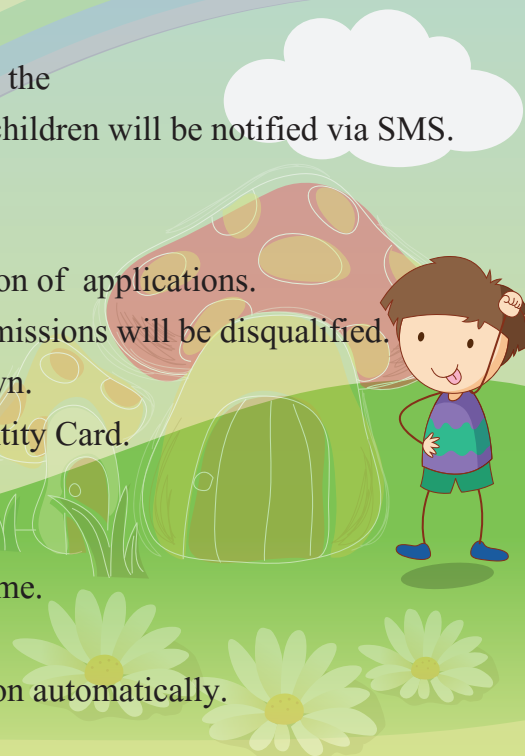 the
children will be notified via SMS.
on of applications.
missions will be disqualified.
wn.
tity Card.
me.
on automatically.